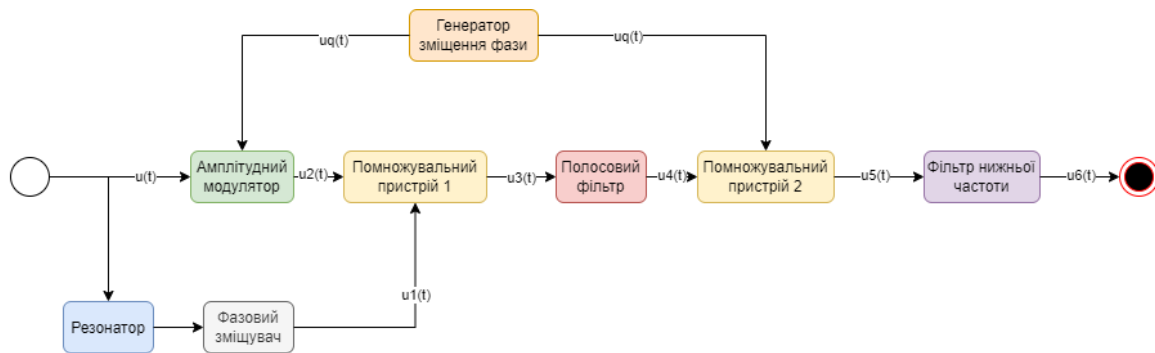 Генератор
зміщення фази
uq(t)
uq(t)
u(t)
Амплітудний
модулятор
u2(t)
Помножувальний
пристрій 1
u3(t)
Полосовий
фільтр
u4(t)
Помножувальний
пристрій 2
u5(t)
Фільтр нижньої
частоти
u6(t)
u1(t)
Резонатор
Фазовий
зміщувач